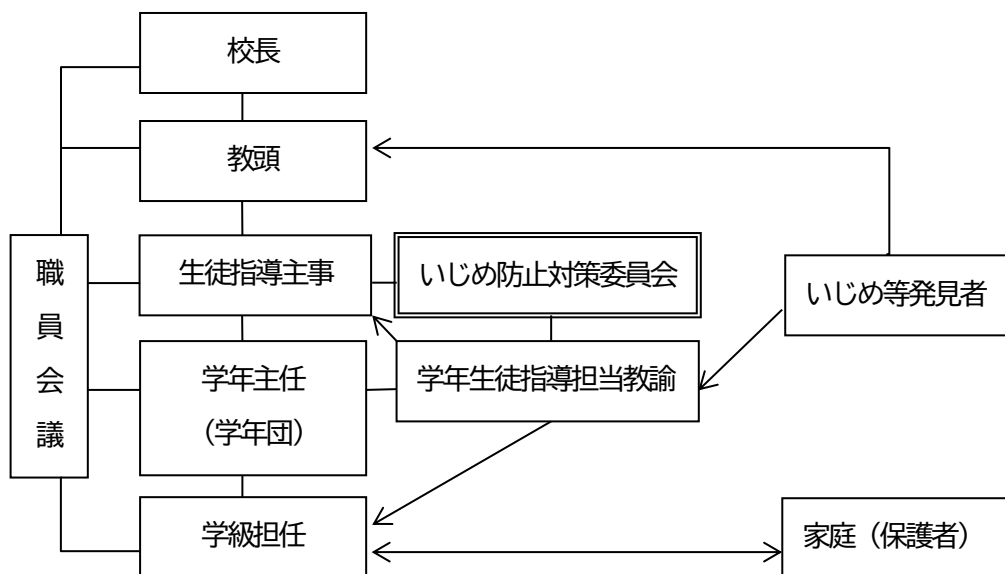 校長
教頭
職員会議
生徒指導主事
いじめ防止対策委員会
いじめ等発見者
学年主任
（学年団）
学年生徒指導担当教諭
学級担任
家庭（保護者）